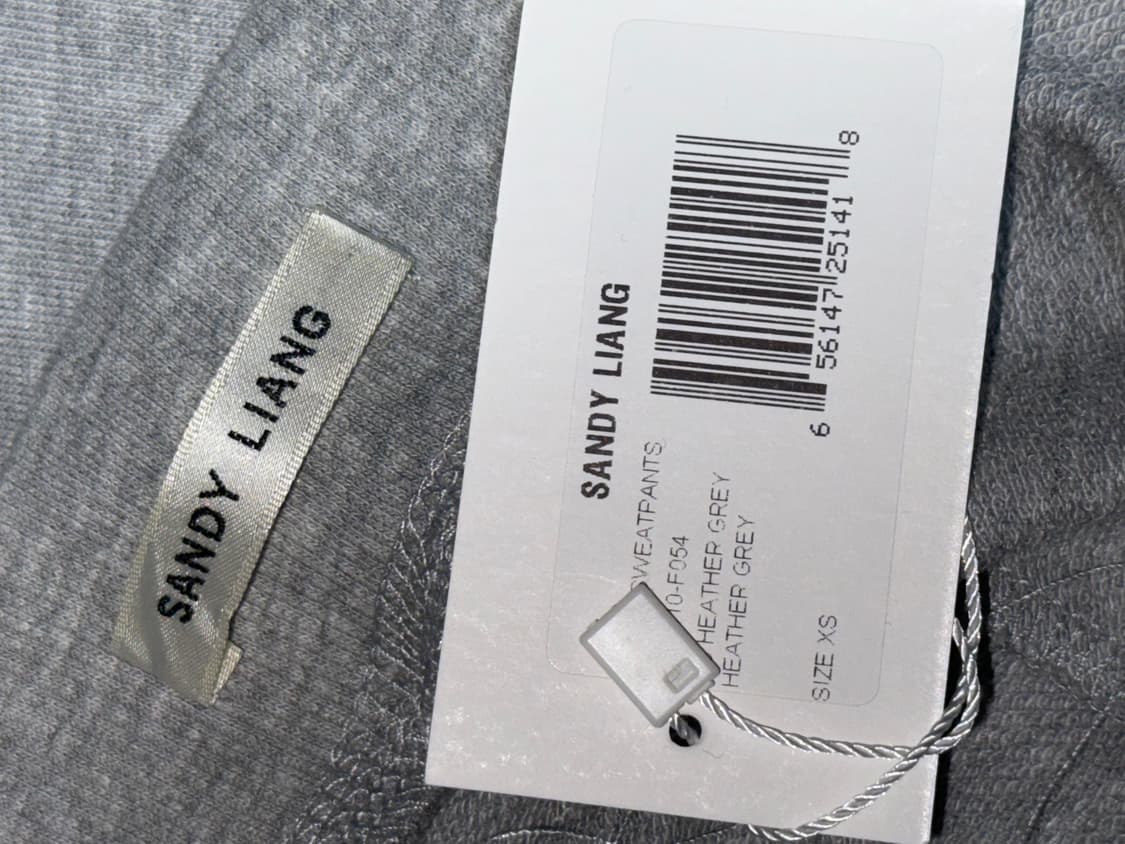 SANDY LIANG
SANDY LIANG
SWEATPANTS
10-F054
HEATHER GREY
HEATHER GREY
SIZE XS
6 56147 25141 8